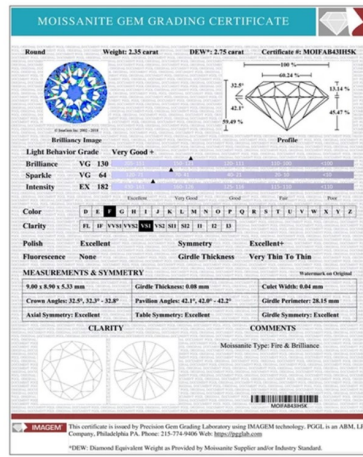 MOISSANITE GEM GRADING CERTIFICATE
Round Weight: 2.35 carat DEW*: 2.75 carat Certificate #: MOIFAB43HH5K
Brilliancy Image
Profile
100 %
60.24 %
32.5°
13.14 %
42.1°
45.47 %
59.49 %
Light Behavior Grade Very Good +
Brilliance VG 130
Sparkle VG 64
Intensity EX 182
Excellent Very Good Good Fair Poor
Color D E F G H I J K L M N O P Q R S T U V W X Y Z
Clarity FL IF VVS1 VVS2 VS1 VS2 SI1 SI2 I1 I2 I3
Polish Excellent Symmetry Excellent+
Fluorescence None Girdle Thickness Very Thin To Thin
MEASUREMENTS & SYMMETRY Watermark on Original
9.00 x 8.90 x 5.33 mm Girdle Thickness: 0.08 mm Culet Width: 0.04 mm
Crown Angles: 32.5°, 32.3° - 32.8° Pavilion Angles: 42.1°, 42.0° - 42.2° Girdle Perimeter: 28.15 mm
Axial Symmetry: Excellent Table Symmetry: Excellent Girdle Symmetry: Excellent
CLARITY COMMENTS
Moissanite Type: Fire & Brilliance
MOIFAB43H5K
IMAGEM
This certificate is issued by Precision Gem Grading Laboratory using IMAGEM technology. PGGL is an ABM, LL
Company, Philadelphia PA. Phone: 215-774-9406 Web: https://pgglab.com
*DEW: Diamond Equivalent Weight as Provided by Moissanite Supplier and/or Industry Standard.